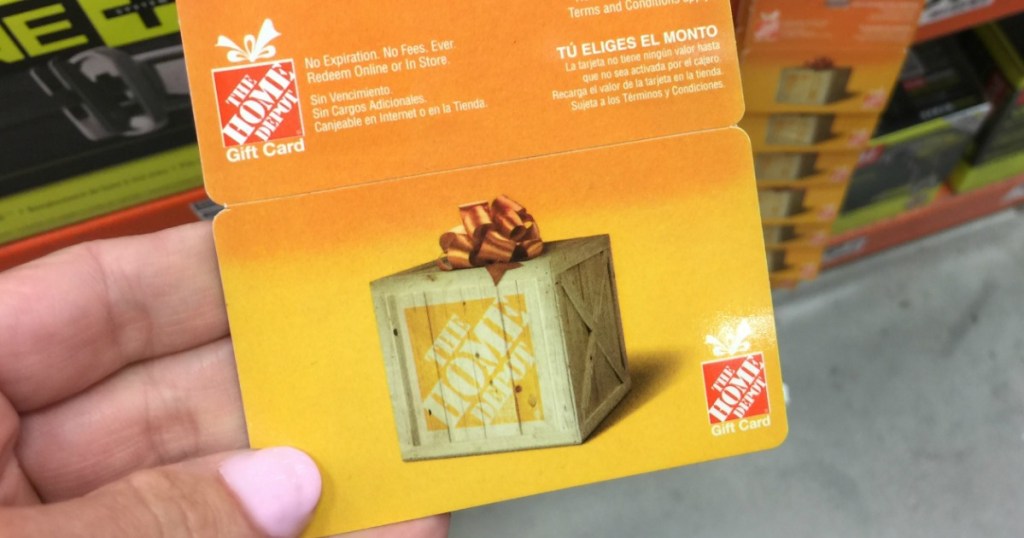 Terms and Conditions
No Expiration. No Fees. Ever.
Redeem Online or In Store.
Sin Vencimiento.
Sin Cargos Adicionales.
Canjeable en Internet o en la Tienda.
THE
HOME
DEPOT
Gift Card
TÚ ELIGES EL MONTO
La tarjeta no tiene ningún valor hasta
que no sea activada por el cajero.
Recarga el valor de la tarjeta en la tienda.
Sujeta a los Términos y Condiciones.
THE
HOME
DEPOT
THE
HOME
DEPOT
Gift Card